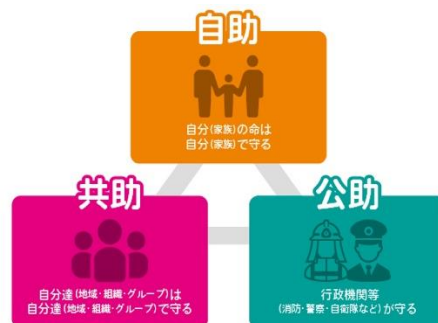 自助
自分(家族)の命は
自分(家族)で守る
共助
自分達(地域・組織・グループ)は
自分達(地域・組織・グループ)で守る
公助
行政機関等
(消防・警察・自衛隊など)が守る